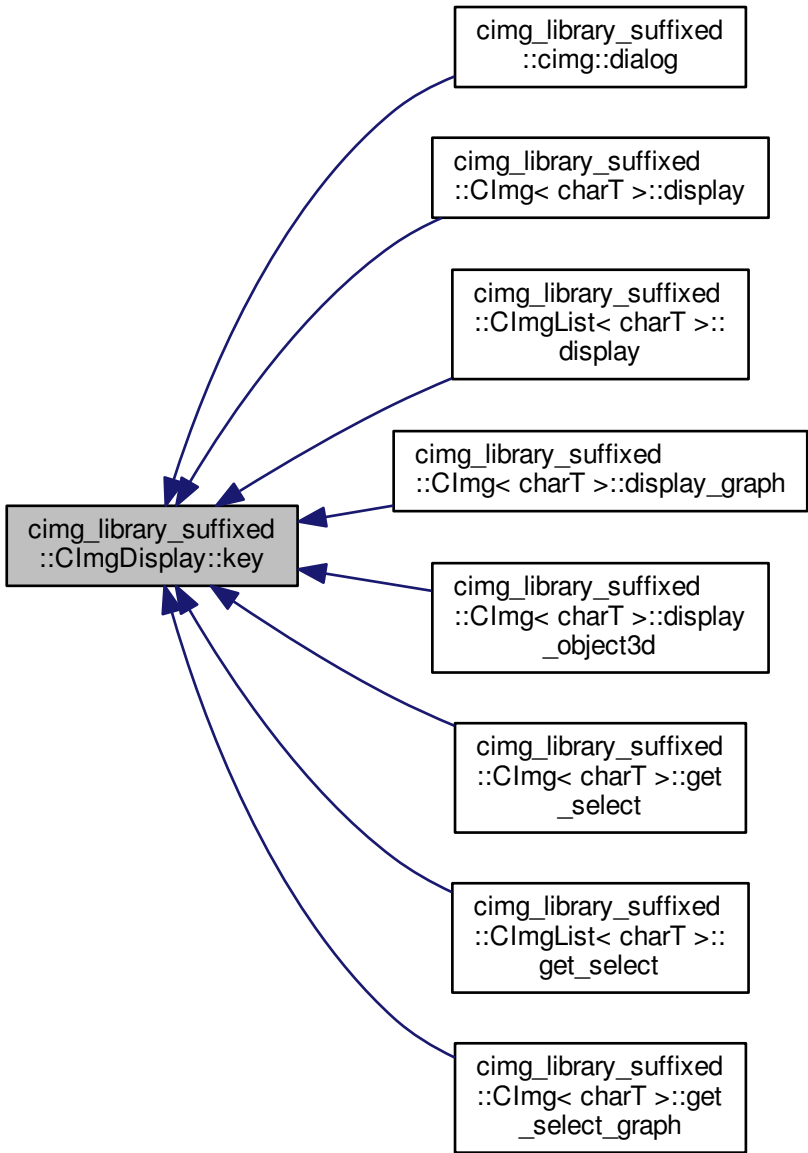 cimg_library_suffixed
::cimg::dialog
cimg_library_suffixed
::CImg< charT >::display
cimg_library_suffixed
::CImgList< charT >::
display
cimg_library_suffixed
::CImg< charT >::display_graph
cimg_library_suffixed
::CImgDisplay::key
cimg_library_suffixed
::CImg< charT >::display
_object3d
cimg_library_suffixed
::CImg< charT >::get
_select
cimg_library_suffixed
::CImgList< charT >::
get_select
cimg_library_suffixed
::CImg< charT >::get
_select_graph